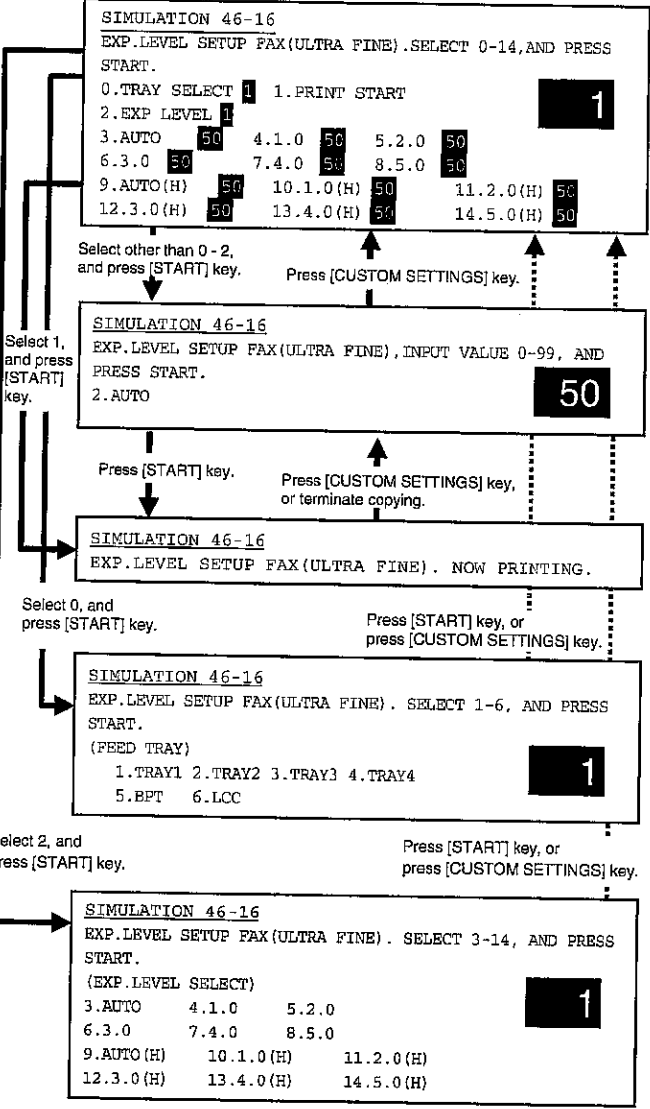 SIMULATION 46-16
EXP.LEVEL SETUP FAX(ULTRA FINE).SELECT 0-14,AND PRESS
START.
0.TRAY SELECT 1 1.PRINT START
1
2.EXP LEVEL 1
3.AUTO 50 4.1.0 50 5.2.0 50
6.3.0 50 7.4.0 50 8.5.0 50
9.AUTO(H) 50 10.1.0(H) 50 11.2.0(H) 50
12.3.0(H) 50 13.4.0(H) 50 14.5.0(H) 50
Select other than 0 - 2,
and press [START] key.
Press [CUSTOM SETTINGS] key.
Select 1,
and press
[START]
key.
SIMULATION 46-16
EXP.LEVEL SETUP FAX(ULTRA FINE),INPUT VALUE 0-99, AND
PRESS START.
2.AUTO
50
Press [START] key.
Press [CUSTOM SETTINGS] key,
or terminate copying.
SIMULATION 46-16
EXP.LEVEL SETUP FAX(ULTRA FINE). NOW PRINTING.
Select 0, and
press [START] key.
Press [START] key, or
press [CUSTOM SETTINGS] key.
SIMULATION 46-16
EXP.LEVEL SETUP FAX(ULTRA FINE). SELECT 1-6, AND PRESS
START.
(FEED TRAY)
1.TRAY1 2.TRAY2 3.TRAY3 4.TRAY4
5.BPT 6.LCC
1
elect 2, and
ress [START] key.
Press [START] key, or
press [CUSTOM SETTINGS] key.
SIMULATION 46-16
EXP.LEVEL SETUP FAX(ULTRA FINE). SELECT 3-14, AND PRESS
START.
(EXP.LEVEL SELECT)
3.AUTO 4.1.0 5.2.0
1
6.3.0 7.4.0 8.5.0
9.AUTO(H) 10.1.0(H) 11.2.0(H)
12.3.0(H) 13.4.0(H) 14.5.0(H)